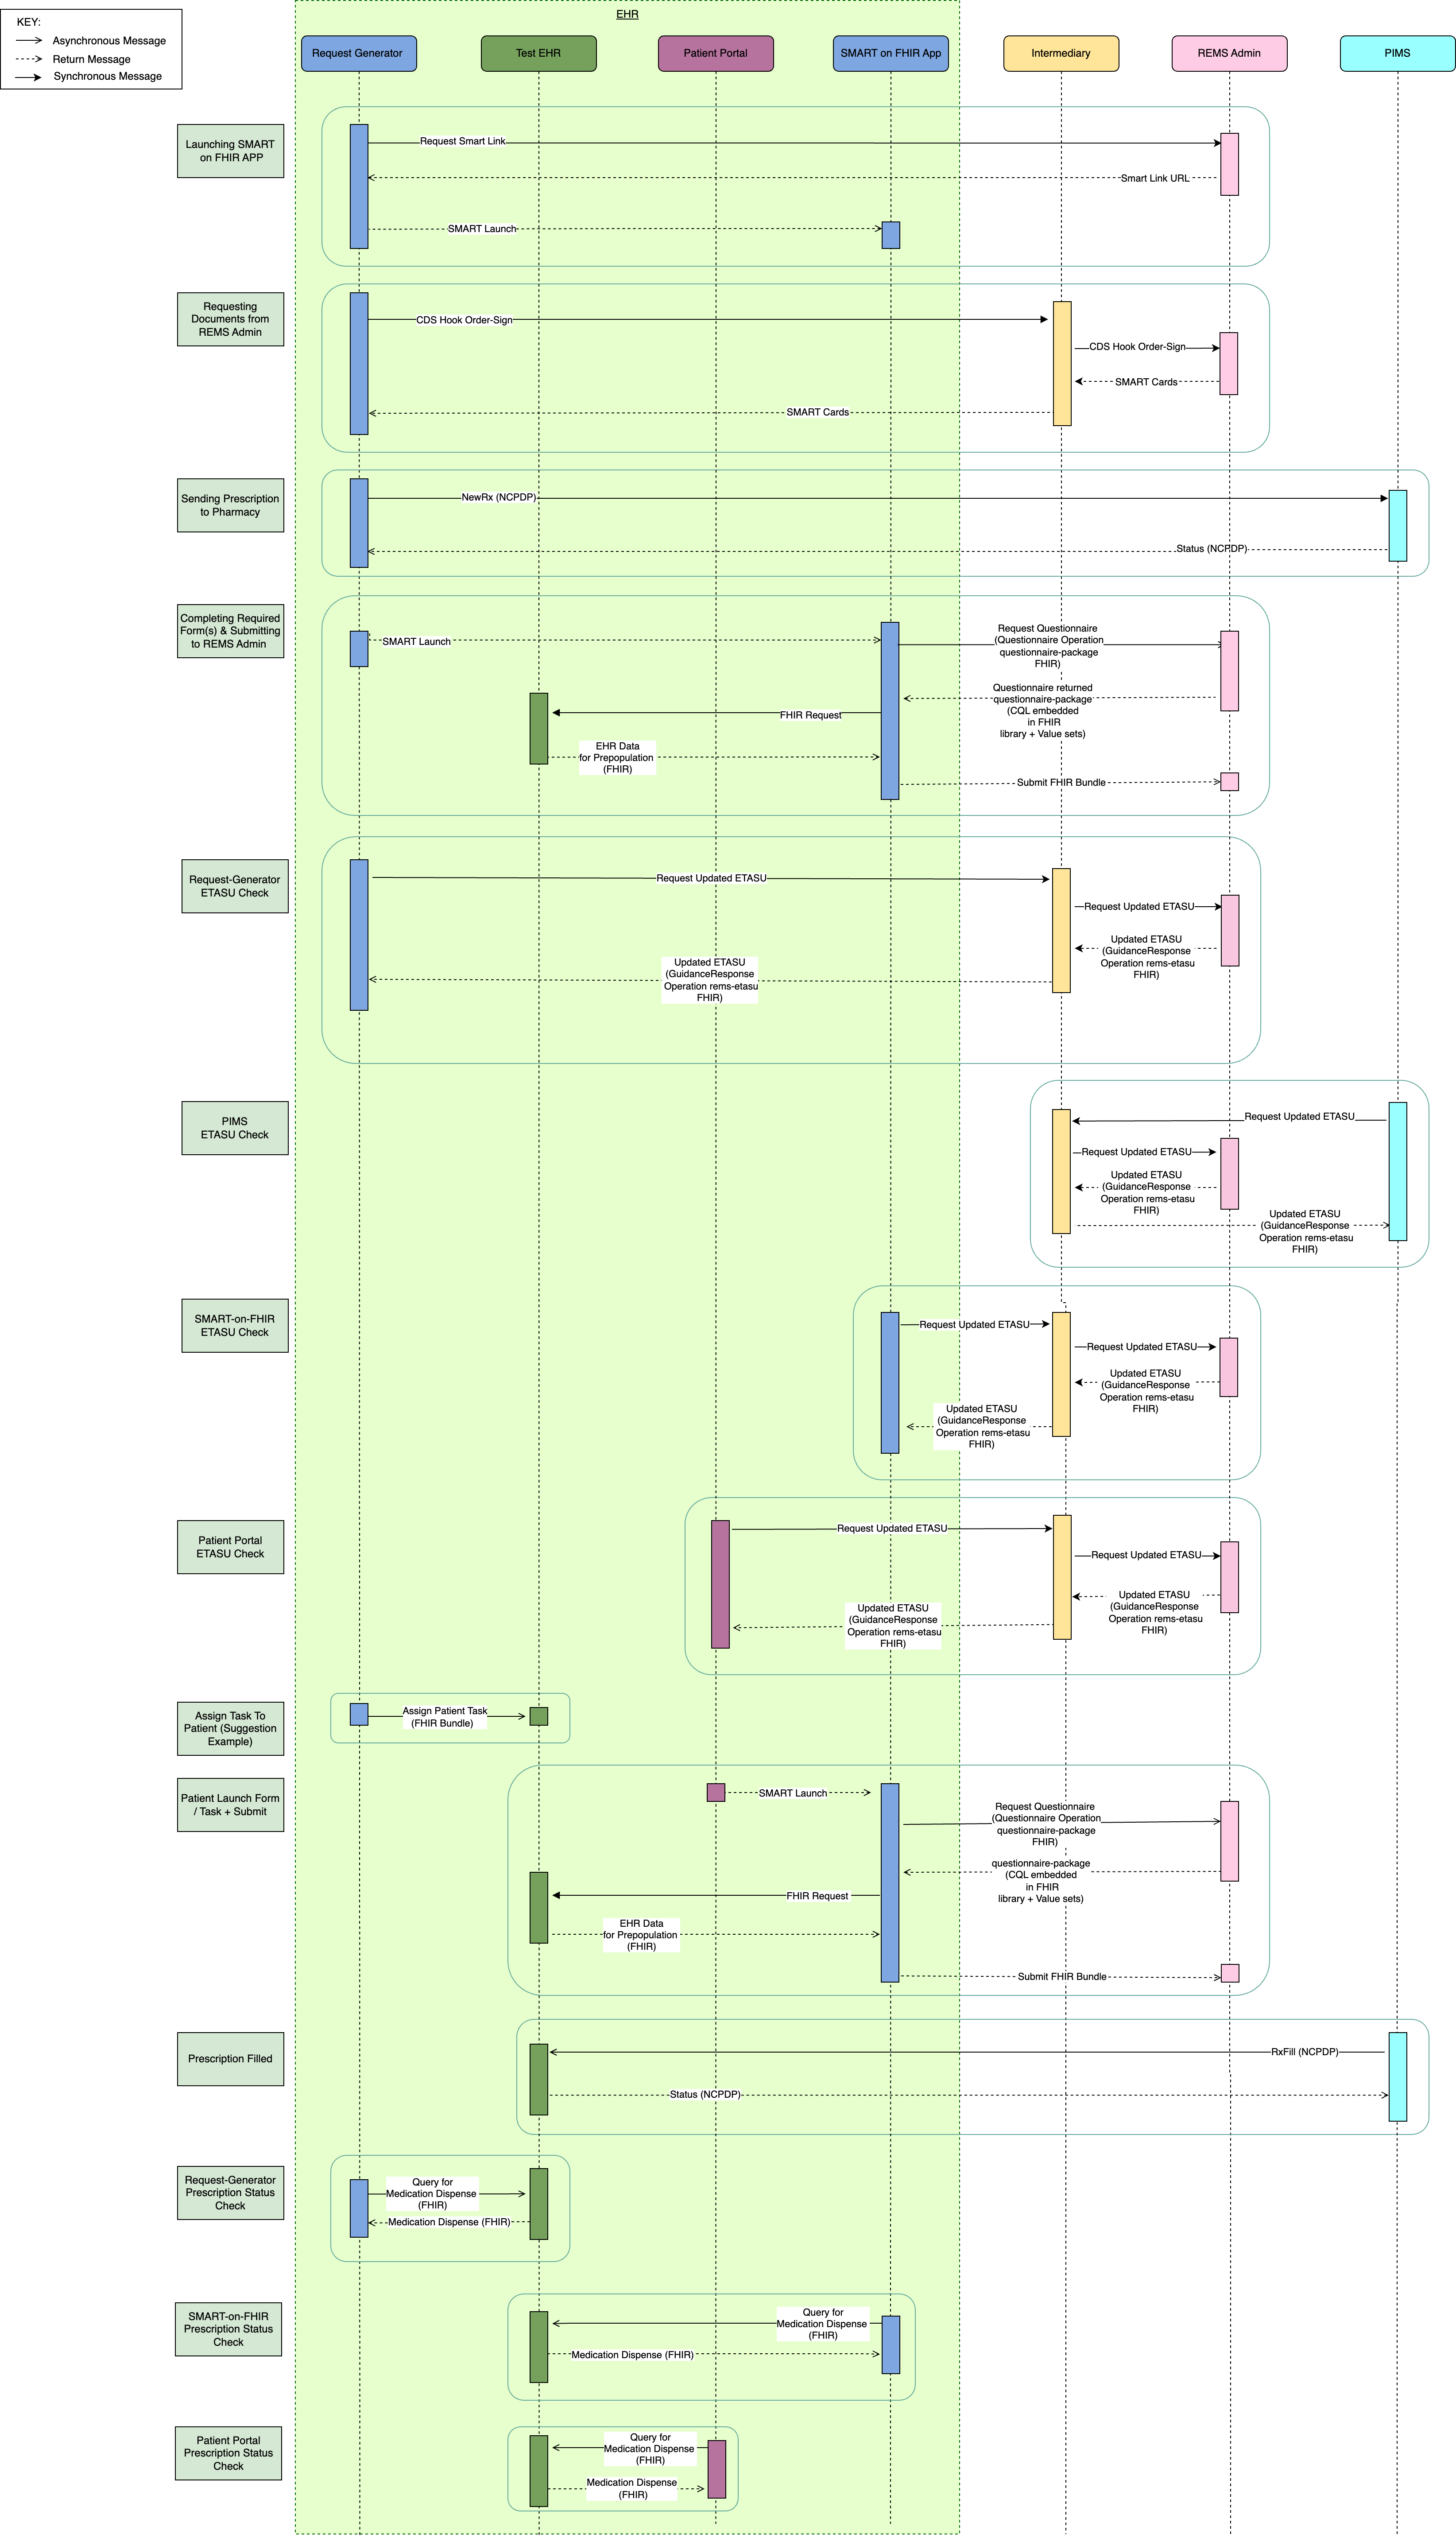 KEY:
Asynchronous Message
Return Message
Synchronous Message
EHR
Request Generator
Test EHR
Patient Portal
SMART on FHIR App
Intermediary
REMS Admin
PIMS
Launching SMART
on FHIR APP
Request Smart Link
Smart Link URL
SMART Launch
Requesting
Documents from
REMS Admin
CDS Hook Order-Sign
CDS Hook Order-Sign
SMART Cards
SMART Cards
Sending Prescription
to Pharmacy
NewRx (NCPDP)
Status (NCPDP)
Completing Required
Form(s) & Submitting
to REMS Admin
SMART Launch
Request Questionnaire
(Questionnaire Operation
questionnaire-package
FHIR)
Questionnaire returned
questionnaire-package
(CQL embedded
in FHIR
library + Value sets)
FHIR Request
EHR Data
for Prepopulation
(FHIR)
Submit FHIR Bundle
Request-Generator
ETASU Check
Request Updated ETASU
Request Updated ETASU
Updated ETASU
(GuidanceResponse
Operation rems-etasu
FHIR)
Updated ETASU
(GuidanceResponse
Operation rems-etasu
FHIR)
PIMS
ETASU Check
Request Updated ETASU
Request Updated ETASU
Updated ETASU
(GuidanceResponse
Operation rems-etasu
FHIR)
Updated ETASU
(GuidanceResponse
Operation rems-etasu
FHIR)
SMART-on-FHIR
ETASU Check
Request Updated ETASU
Request Updated ETASU
Updated ETASU
(GuidanceResponse
Operation rems-etasu
FHIR)
Updated ETASU
(GuidanceResponse
Operation rems-etasu
FHIR)
Patient Portal
ETASU Check
Request Updated ETASU
Request Updated ETASU
Updated ETASU
(GuidanceResponse
Operation rems-etasu
FHIR)
Updated ETASU
(GuidanceResponse
Operation rems-etasu
FHIR)
Assign Task To
Patient (Suggestion
Example)
Assign Patient Task
(FHIR Bundle)
Patient Launch Form
/ Task + Submit
SMART Launch
Request Questionnaire
(Questionnaire Operation
questionnaire-package
FHIR)
questionnaire-package
(CQL embedded
in FHIR
library + Value sets)
FHIR Request
EHR Data
for Prepopulation
(FHIR)
Submit FHIR Bundle
Prescription Filled
RxFill (NCPDP)
Status (NCPDP)
Request-Generator
Prescription Status
Check
Query for
Medication Dispense
(FHIR)
Medication Dispense (FHIR)
SMART-on-FHIR
Prescription Status
Check
Query for
Medication Dispense
(FHIR)
Medication Dispense (FHIR)
Patient Portal
Prescription Status
Check
Query for
Medication Dispense
(FHIR)
Medication Dispense
(FHIR)